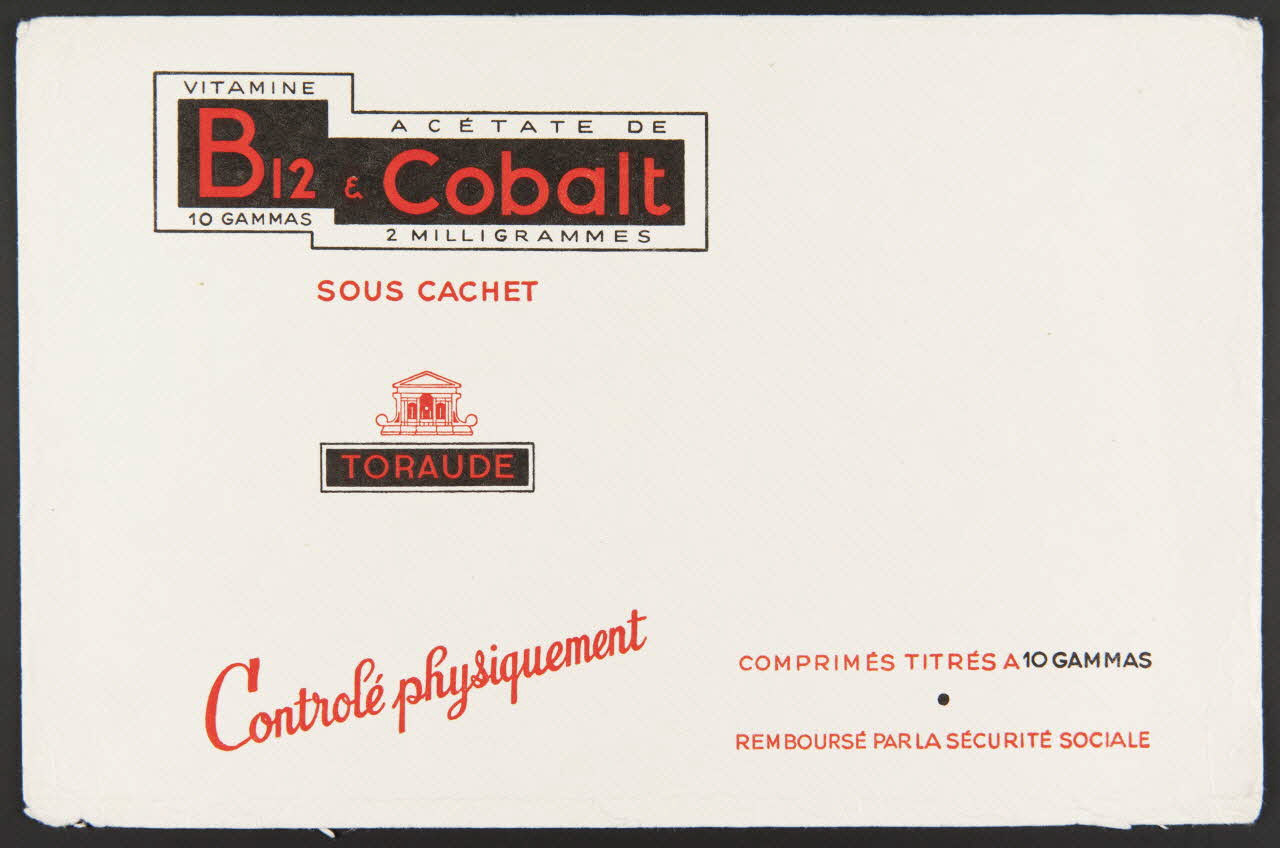 VITAMINE
B12 & Cobalt
ACÉTATE DE
10 GAMMAS
2 MILLIGRAMMES
SOUS CACHET
TORAUDE
Controlé physiquement
COMPRIMÉS TITRÉS A 10 GAMMAS
REMBOURSÉ PAR LA SÉCURITÉ SOCIALE